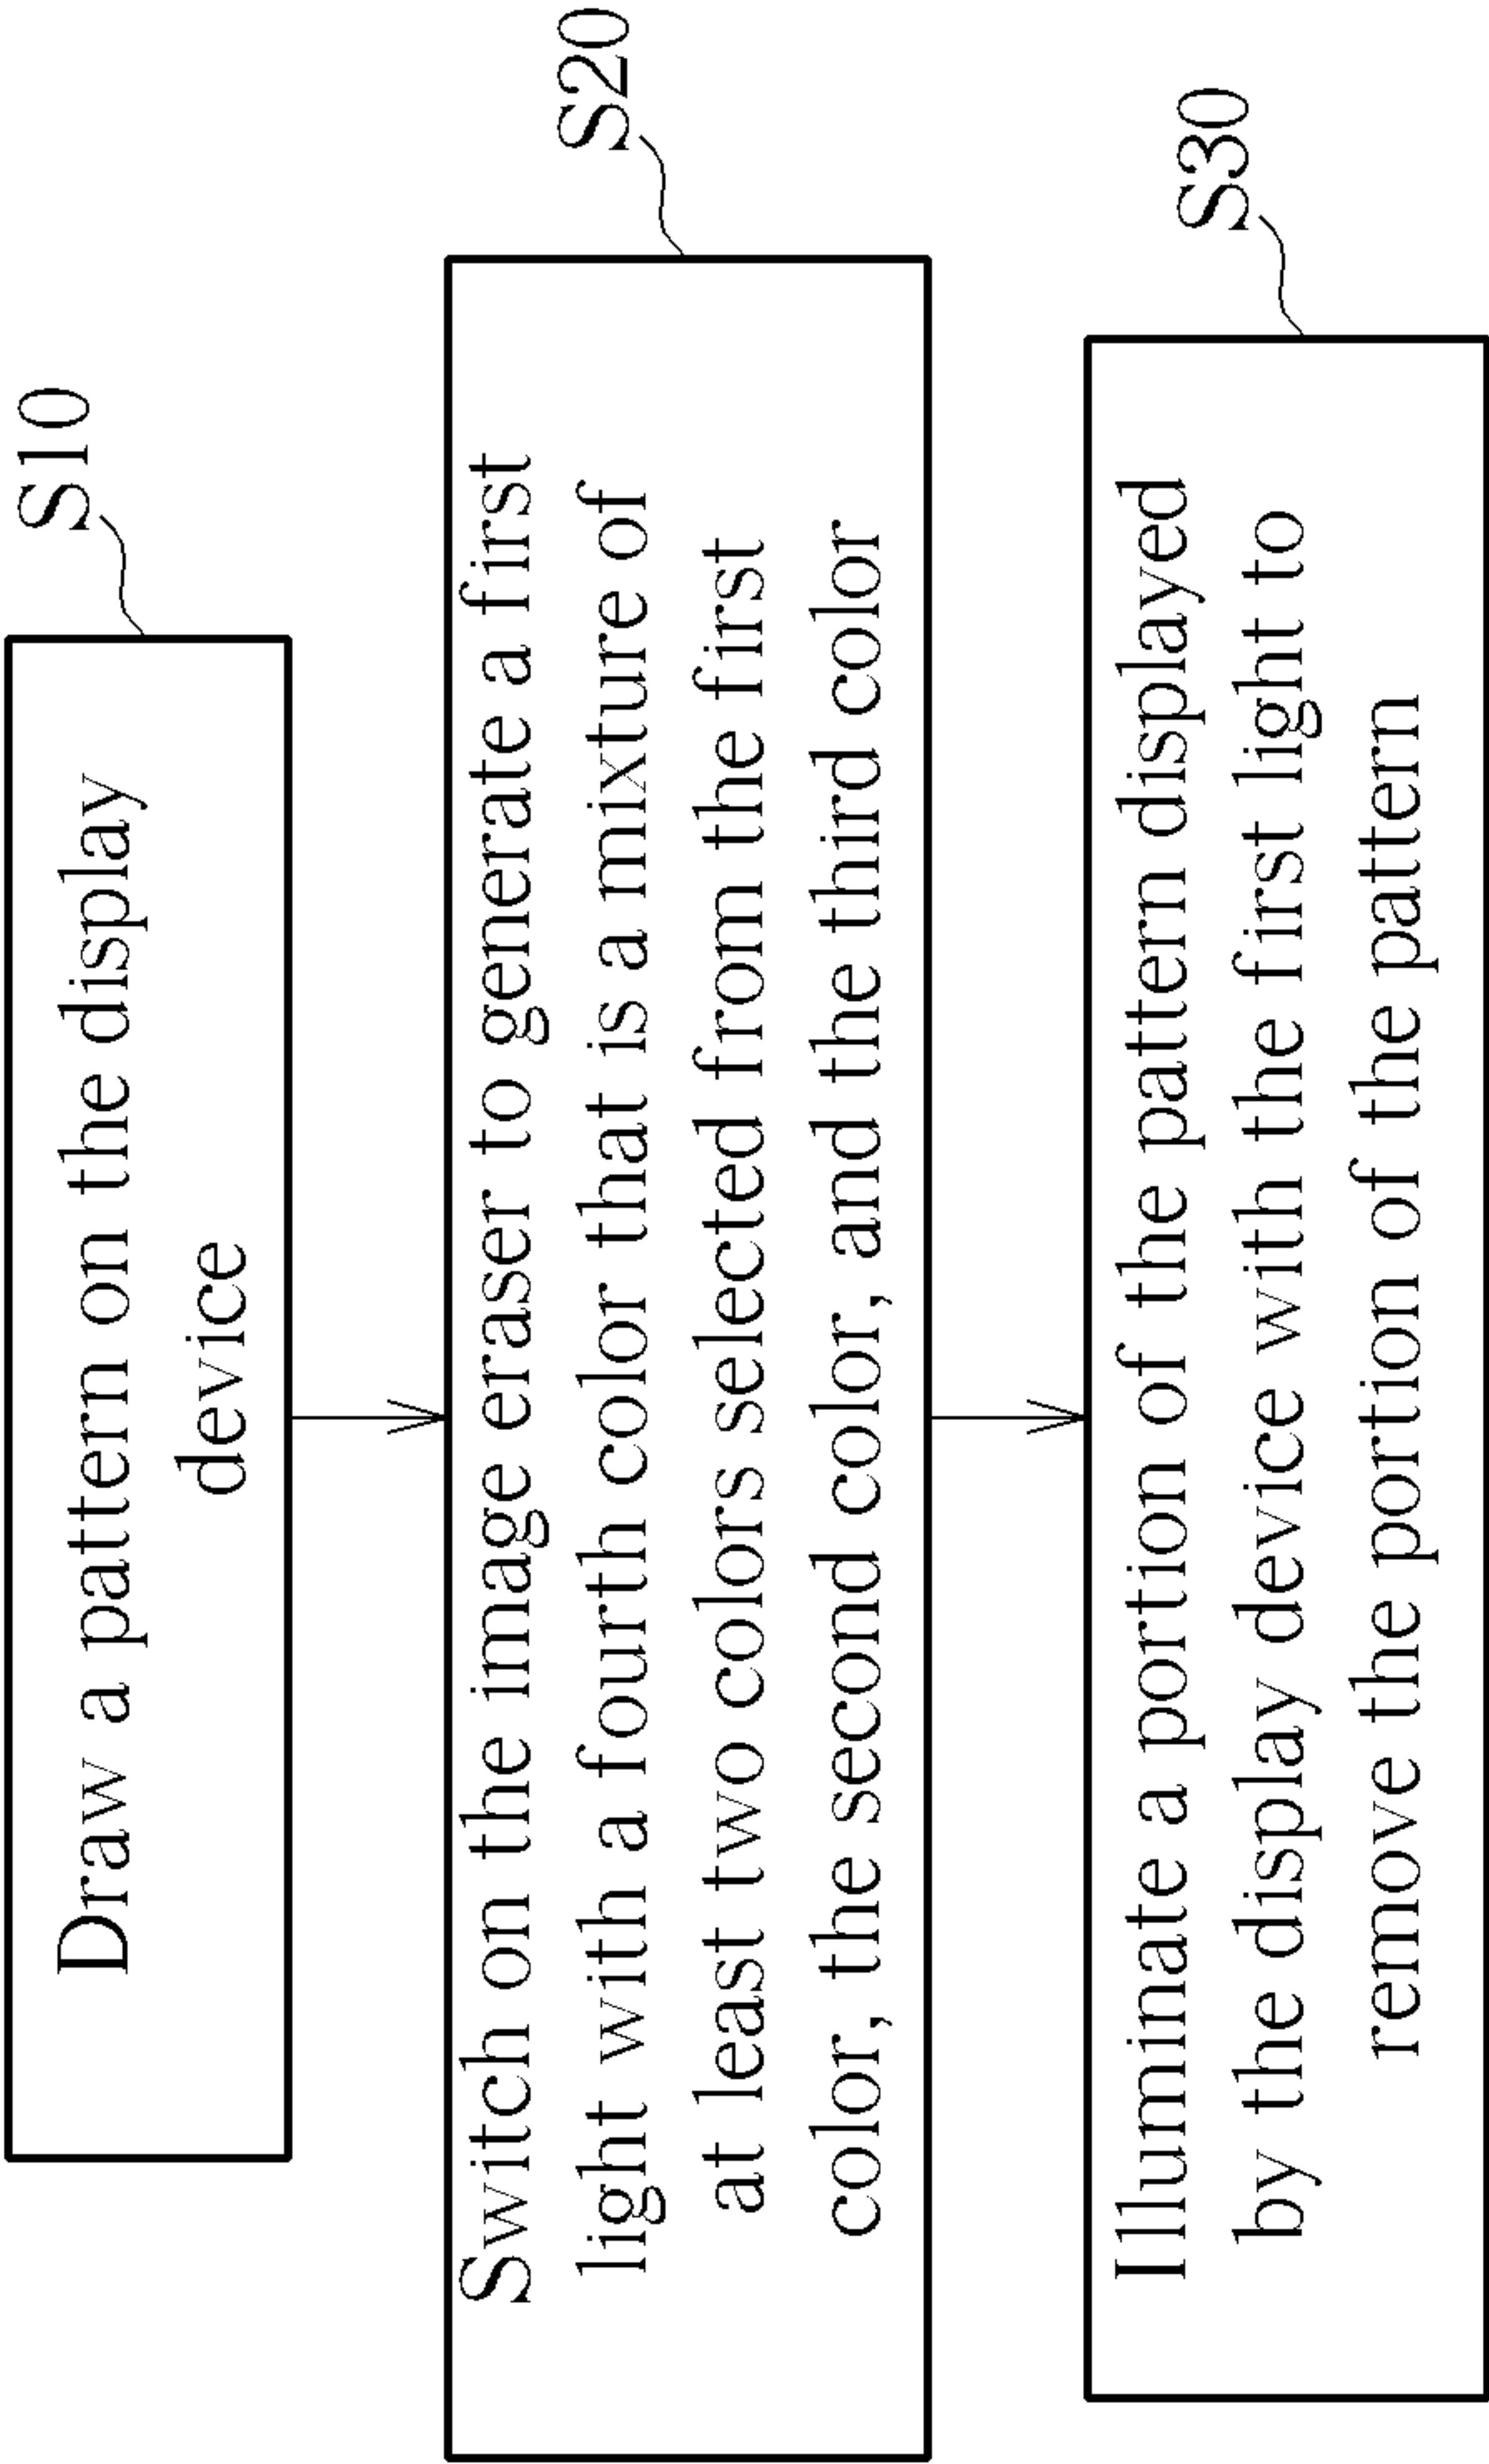 S10
Draw a pattern on the display
device
S20
Switch on the image eraser to generate a first
light with a fourth color that is a mixture of
at least two colors selected from the first
color, the second color, and the third color
S30
Illuminate a portion of the pattern displayed
by the display device with the first light to
remove the portion of the pattern